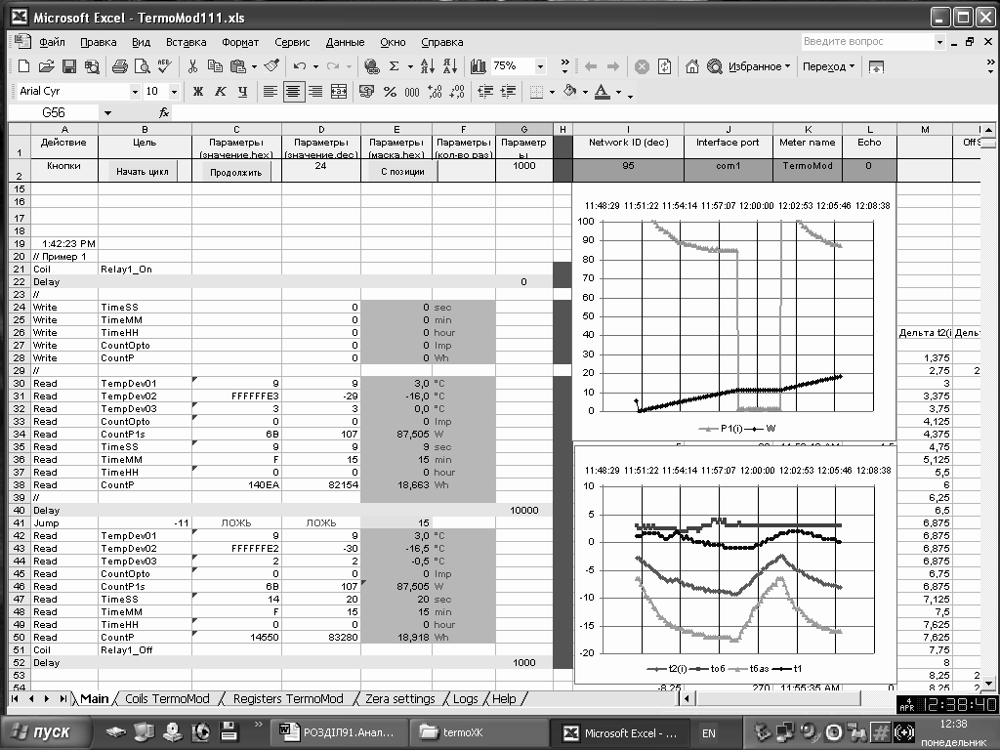 Microsoft Excel - TermoMod111.xls
Файл Правка Вид Вставка Формат Сервис Данные Окно Справка Введите вопрос
75% Избранное Переход
Arial Cyr 10 Ж К Ч % 000
G56 fx
A B C D E F G H I J K L M
1 Действие Цель Параметры (значение.hex) Параметры (значение.dec) Параметры (маска.hex) Параметры (кол-во раз) Параметры Network ID (dec) Interface port Meter name Echo
2 Кнопки Начать цикл Продолжить 24 С позиции 1000 95 com1 TermoMod 0
15
16
17
18
19 1:42:23 PM
20 // Пример 1
21 Coil Relay1_On
22 Delay 0
23 //
24 Write TimeSS 0 0 sec
25 Write TimeMM 0 0 min
26 Write TimeHH 0 0 hour
27 Write CountOpto 0 0 Imp
28 Write CountP 0 0 Wh
29 //
30 Read TempDev01 9 9 3,0 °C
31 Read TempDev02 FFFFFFE3 -29 -16,0 °C
32 Read TempDev03 3 3 0,0 °C
33 Read CountOpto 0 0 0 Imp
34 Read CountP1s 6B 107 87,505 W
35 Read TimeSS 9 9 9 sec
36 Read TimeMM F 15 15 min
37 Read TimeHH 0 0 0 hour
38 Read CountP 140EA 82154 18,663 Wh
39 //
40 Delay 10000
41 Jump -11 ЛОЖЬ ЛОЖЬ 15
42 Read TempDev01 9 9 3,0 °C
43 Read TempDev02 FFFFFFE2 -30 -16,5 °C
44 Read TempDev03 2 2 -0,5 °C
45 Read CountOpto 0 0 0 Imp
46 Read CountP1s 6B 107 87,505 W
47 Read TimeSS 14 20 20 sec
48 Read TimeMM F 15 15 min
49 Read TimeHH 0 0 0 hour
50 Read CountP 14550 83280 18,918 Wh
51 Coil Relay1_Off
52 Delay 1000
53
54
11:48:29 11:51:22 11:54:14 11:57:07 12:00:00 12:02:53 12:05:46 12:08:38
100
90
80
70
60
50
40
30
20
10
0
P1(i) W
11:48:29 11:51:22 11:54:14 11:57:07 12:00:00 12:02:53 12:05:46 12:08:38
10
5
0
-5
-10
-15
-20
t2(i) tоб tбаз t1
-8,25 270 11:55:35 AM
Дельта t2(i
1,375
2,75
3
3,375
3,75
4,125
4,375
4,75
5,125
5,5
6
6,25
6,5
6,875
6,875
6,875
6,875
6,75
6,875
7,125
7,5
7,625
7,625
7,75
8
8,25
8,25
Main Coils TermoMod Registers TermoMod Zera settings Logs Help
4 APR 12:38:40
пуск РОЗДІЛ91.Анал... termoXK Microsoft Excel - ... EN 12:38
понедельник